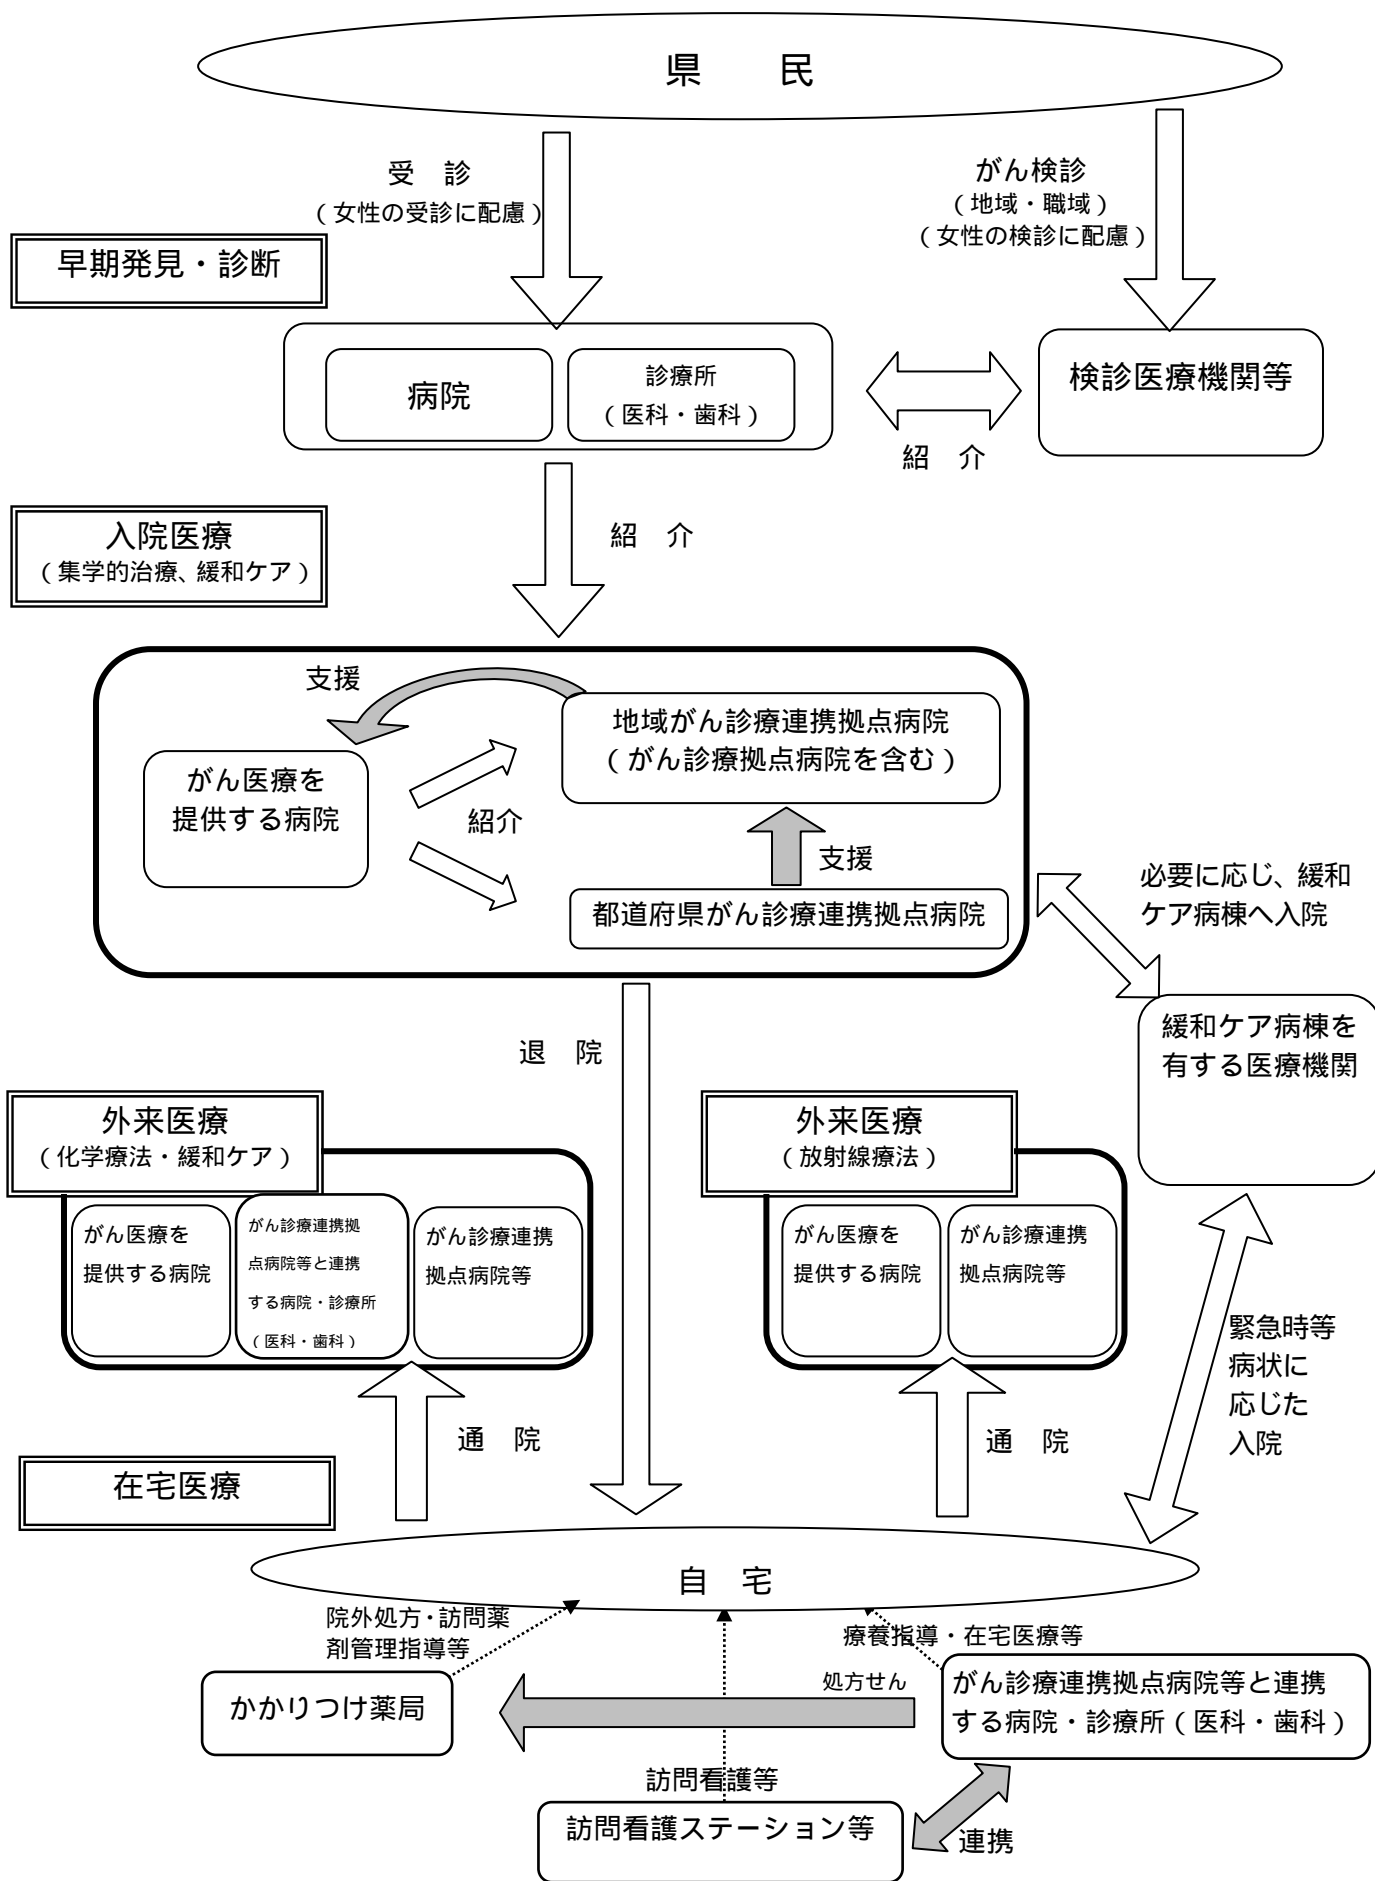 県　　民
受　診
（女性の受診に配慮）
がん検診
（地域・職域）
（女性の検診に配慮）
早期発見・診断
病院
診療所
（医科・歯科）
検診医療機関等
紹　介
入院医療
（集学的治療、緩和ケア）
紹　介
支援
地域がん診療連携拠点病院
（がん診療拠点病院を含む）
がん医療を
提供する病院
紹介
支援
都道府県がん診療連携拠点病院
必要に応じ、緩和
ケア病棟へ入院
緩和ケア病棟を
有する医療機関
退　院
外来医療
（化学療法・緩和ケア）
がん医療を
提供する病院
がん診療連携拠
点病院等と連携
する病院・診療所
（医科・歯科）
がん診療連携
拠点病院等
外来医療
（放射線療法）
がん医療を
提供する病院
がん診療連携
拠点病院等
緊急時等
病状に
応じた
入院
通　院
通　院
在宅医療
自　宅
院外処方・訪問薬
剤管理指導等
療養指導・在宅医療等
かかりつけ薬局
処方せん
がん診療連携拠点病院等と連携
する病院・診療所（医科・歯科）
訪問看護等
訪問看護ステーション等
連携